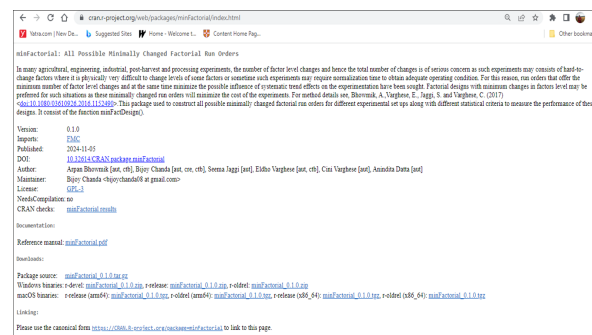 cran.r-project.org/web/packages/minFactorial/index.html
Yatra.com | New De... Suggested Sites Home - Welcome t... Content Home Pag... Other bookma
minFactorial: All Possible Minimally Changed Factorial Run Orders
In many agricultural, engineering, industrial, post-harvest and processing experiments, the number of factor level changes and hence the total number of changes is of serious concern as such experiments may consists of hard-to-
change factors where it is physically very difficult to change levels of some factors or sometime such experiments may require normalization time to obtain adequate operating condition. For this reason, run orders that offer the
minimum number of factor level changes and at the same time minimize the possible influence of systematic trend effects on the experimentation have been sought. Factorial designs with minimum changes in factors level may be
preferred for such situations as these minimally changed run orders will minimize the cost of the experiments. For method details see, Bhowmik, A.,Varghese, E., Jaggi, S. and Varghese, C. (2017)
<doi:10.1080/03610926.2016.1152490>.This package used to construct all possible minimally changed factorial run orders for different experimental set ups along with different statistical criteria to measure the performance of thes
designs. It consist of the function minFactDesign().
Version: 0.1.0
Imports: FMC
Published: 2024-11-05
DOI: 10.32614/CRAN.package.minFactorial
Author: Arpan Bhowmik [aut, ctb], Bijoy Chanda [aut, cre, ctb], Seema Jaggi [aut], Eldho Varghese [aut, ctb], Cini Varghese [aut], Anindita Datta [aut]
Maintainer: Bijoy Chanda <bijoychanda08 at gmail.com>
License: GPL-3
NeedsCompilation: no
CRAN checks: minFactorial results
Documentation:
Reference manual: minFactorial.pdf
Downloads:
Package source: minFactorial_0.1.0.tar.gz
Windows binaries: r-devel: minFactorial_0.1.0.zip, r-release: minFactorial_0.1.0.zip, r-oldrel: minFactorial_0.1.0.zip
macOS binaries: r-release (arm64): minFactorial_0.1.0.tgz, r-oldrel (arm64): minFactorial_0.1.0.tgz, r-release (x86_64): minFactorial_0.1.0.tgz, r-oldrel (x86_64): minFactorial_0.1.0.tgz
Linking:
Please use the canonical form https://CRAN.R-project.org/package=minFactorial to link to this page.